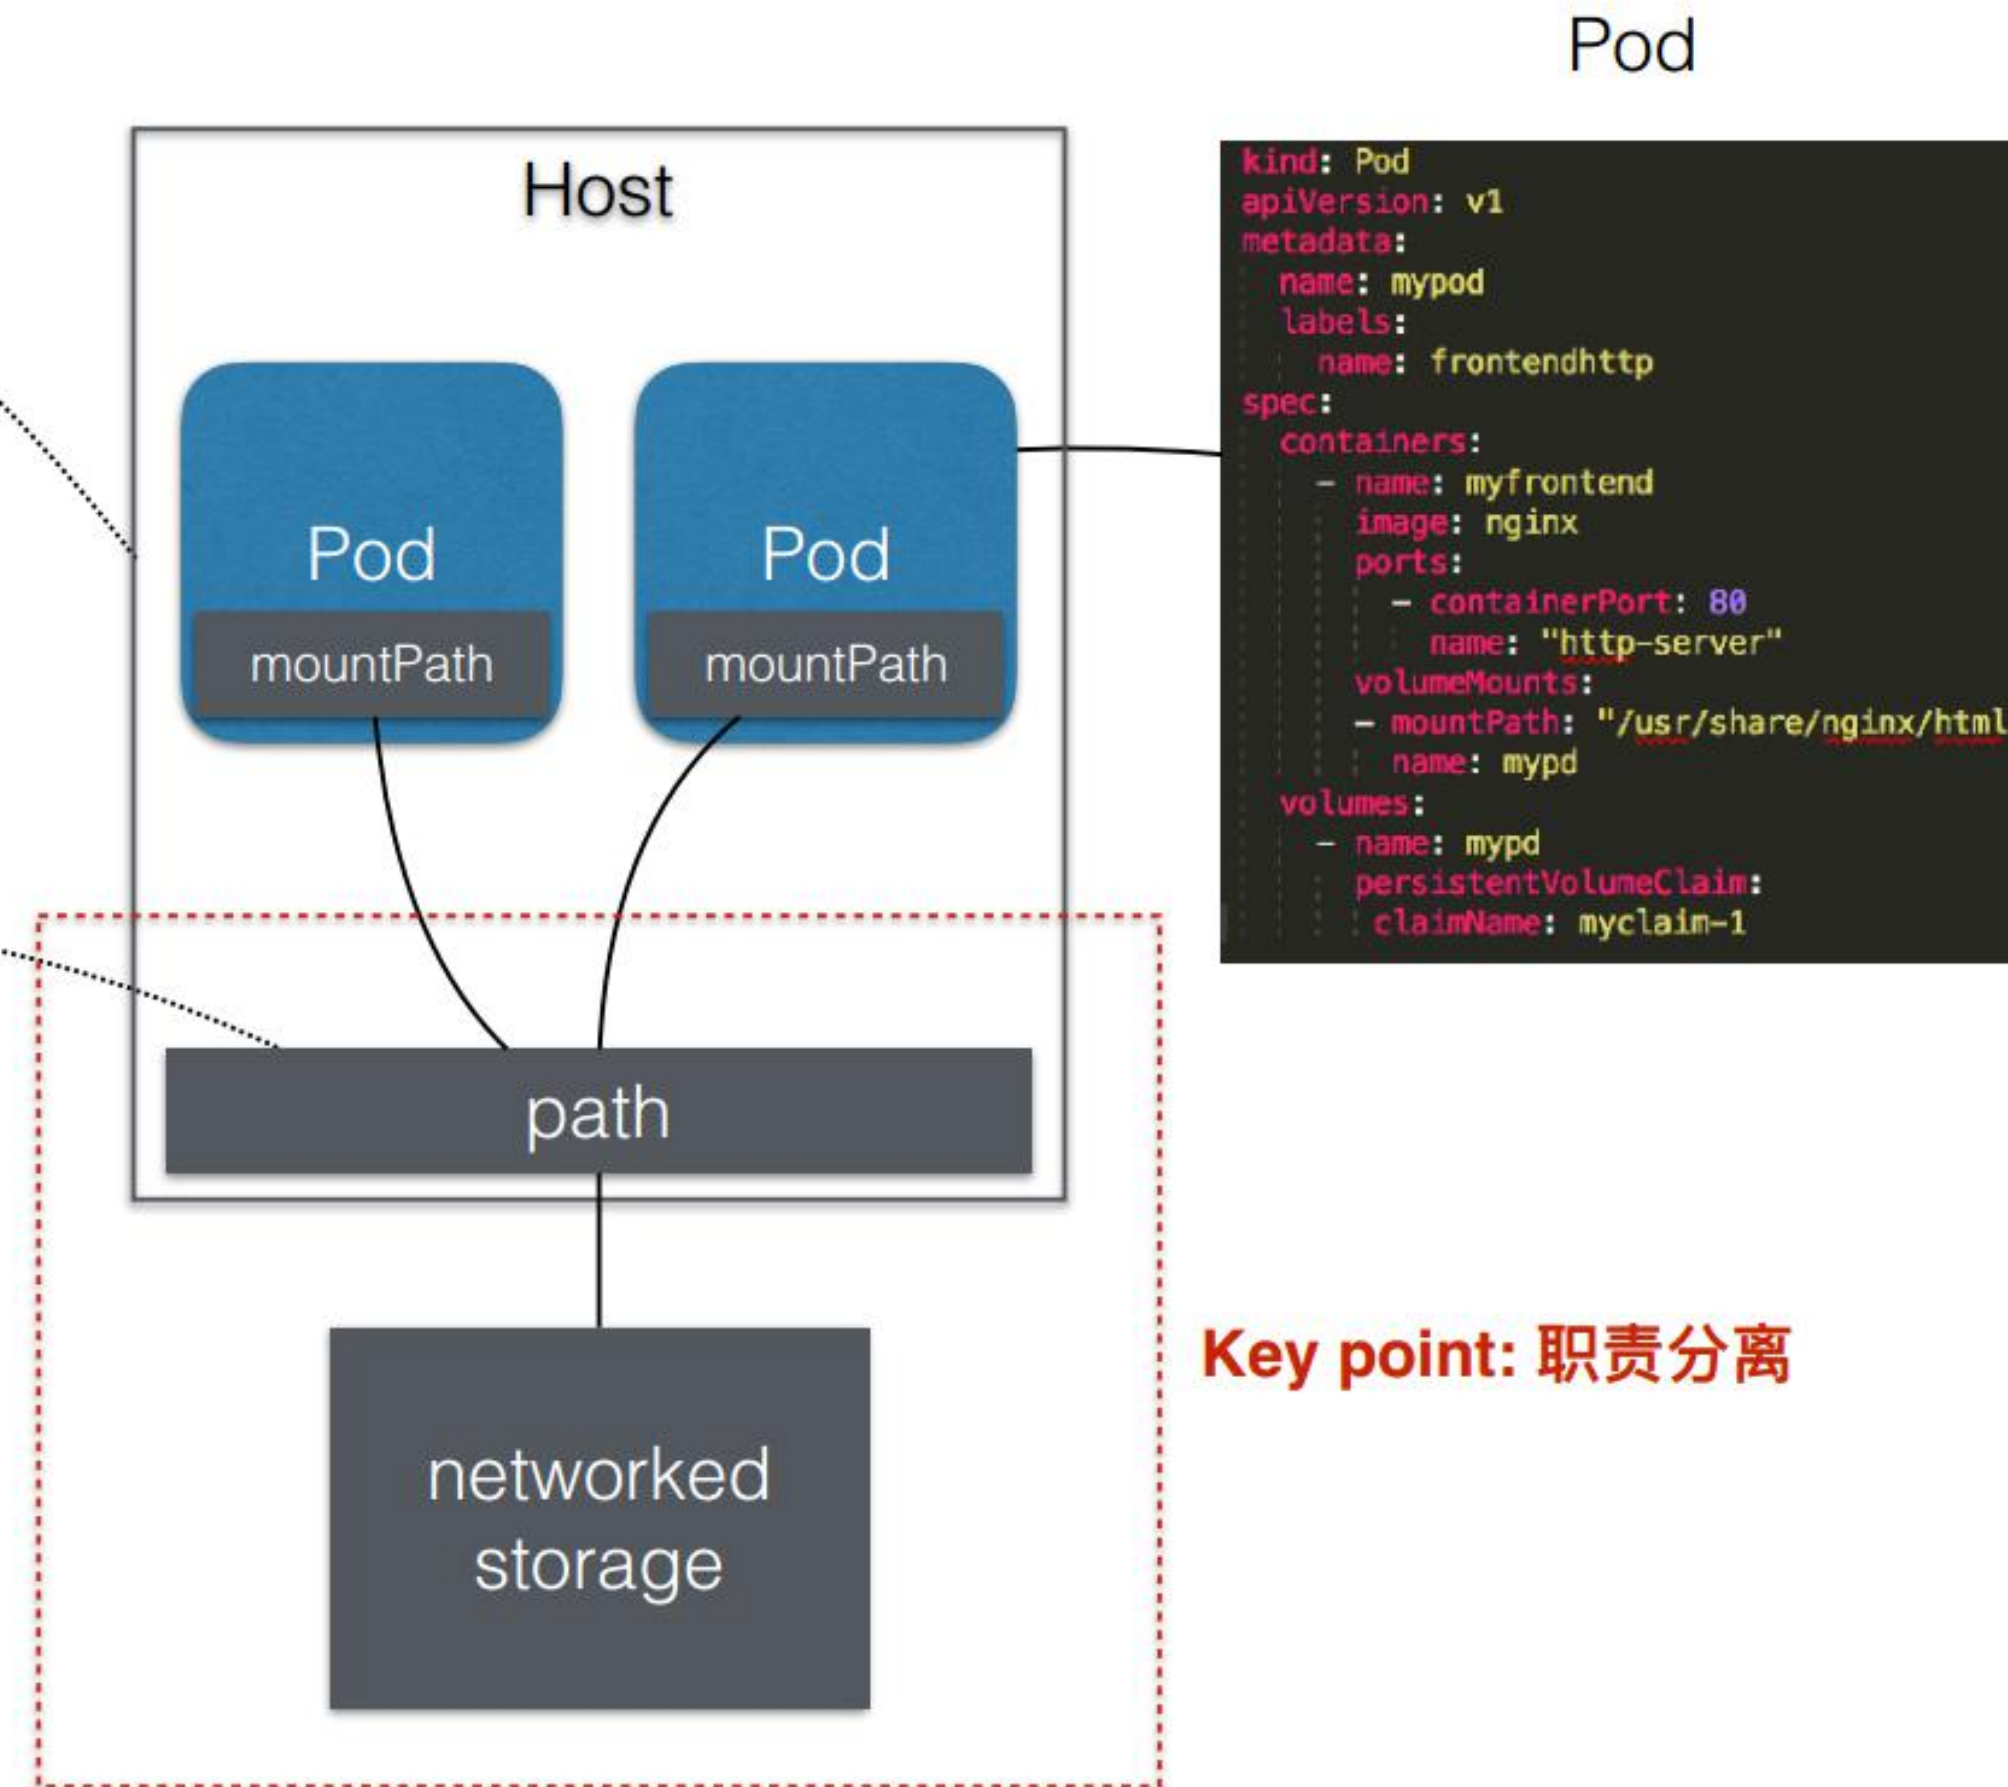 Pod
Host
kind: Pod
apiVersion: v1
metadata:
name: mypod
labels:
name: frontendhttp
spec:
containers:
- name: myfrontend
image: nginx
ports:
- containerPort: 80
name: "http-server"
volumeMounts:
- mountPath: "/usr/share/nginx/html
name: mypd
volumes:
- name: mypd
persistentVolumeClaim:
claimName: myclaim-1
Pod
mountPath
Pod
mountPath
path
networked
storage
Key point: 职责分离